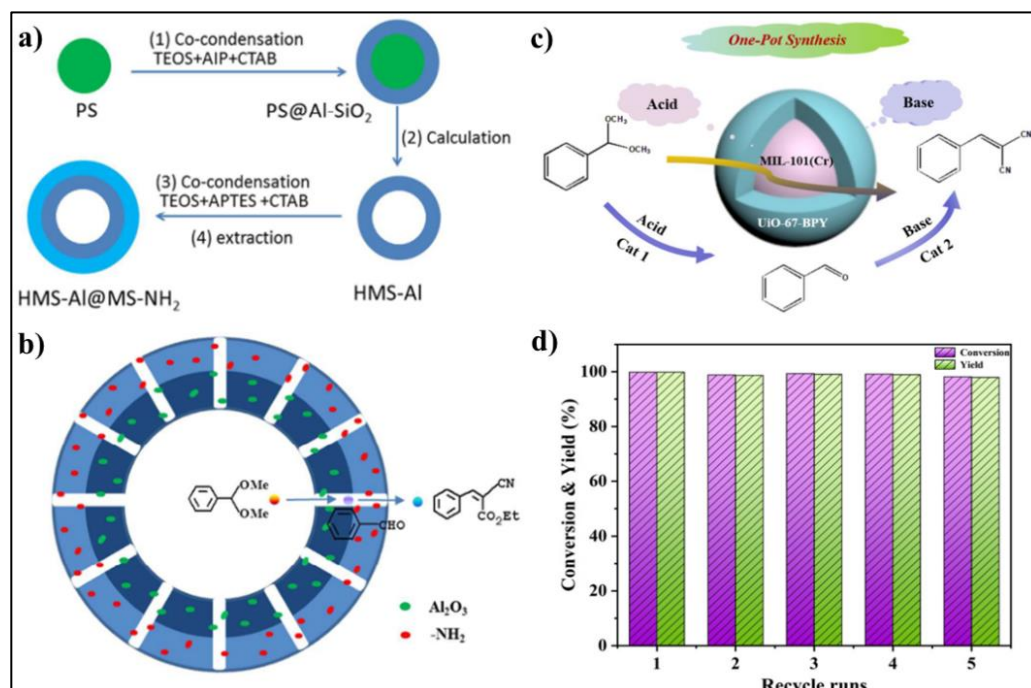 a)
(1) Co-condensation
TEOS+AIP+CTAB
PS
PS@Al-SiO₂
(2) Calculation
(3) Co-condensation
TEOS+APTES +CTAB
(4) extraction
HMS-Al@MS-NH₂
HMS-Al
b)
OMe
OMe
CHO
CN
CO₂Et
Al₂O₃
-NH₂
c)
One-Pot Synthesis
Acid
Base
OCH₃
OCH₃
MIL-101(Cr)
UiO-67-BPY
CN
CN
Acid
Cat 1
Base
Cat 2
O
d)
Conversion
Yield
Conversion & Yield (%)
100
80
60
40
20
0
1 2 3 4 5
Recycle runs